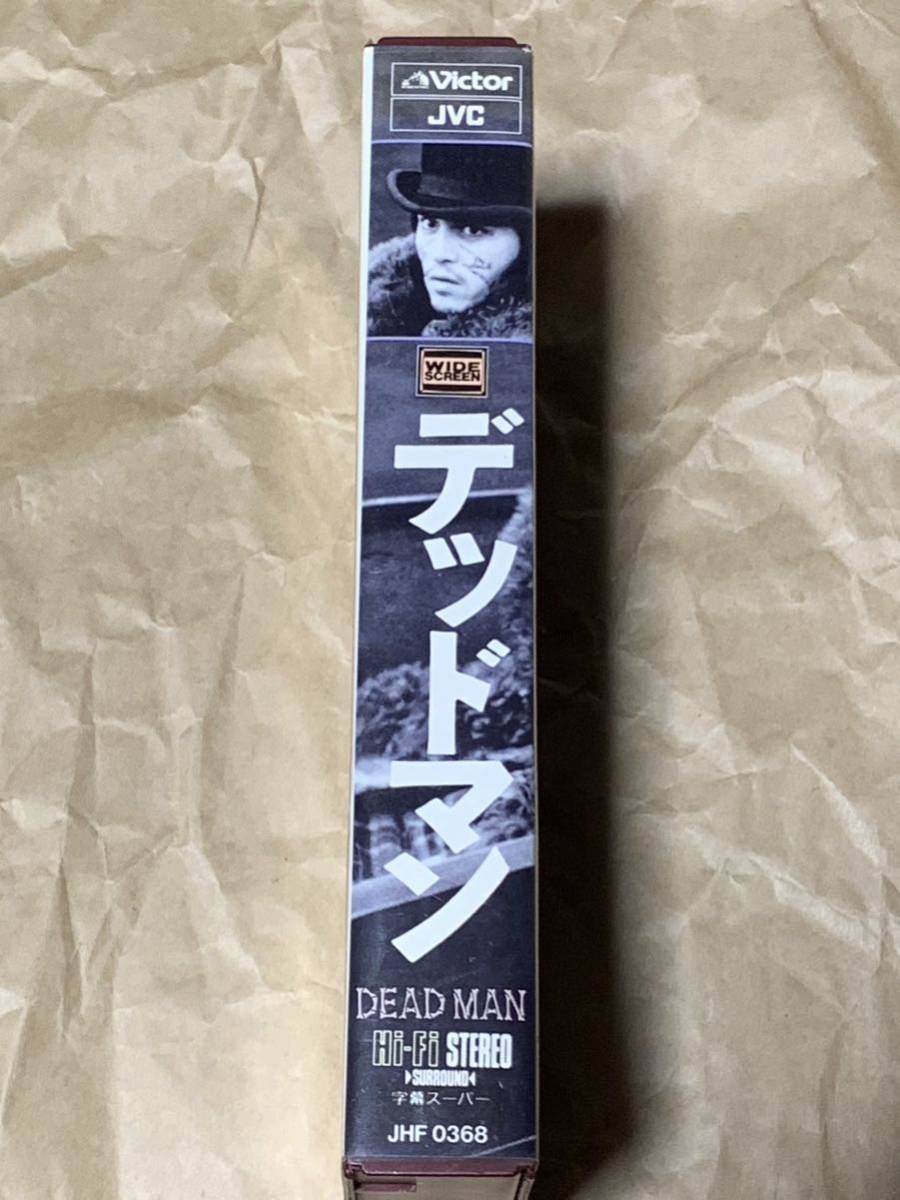 Victor
JVC
WIDE
SCREEN
デッドマン
DEAD MAN
Hi-Fi STEREO
SURROUND
字幕スーパー
JHF 0368